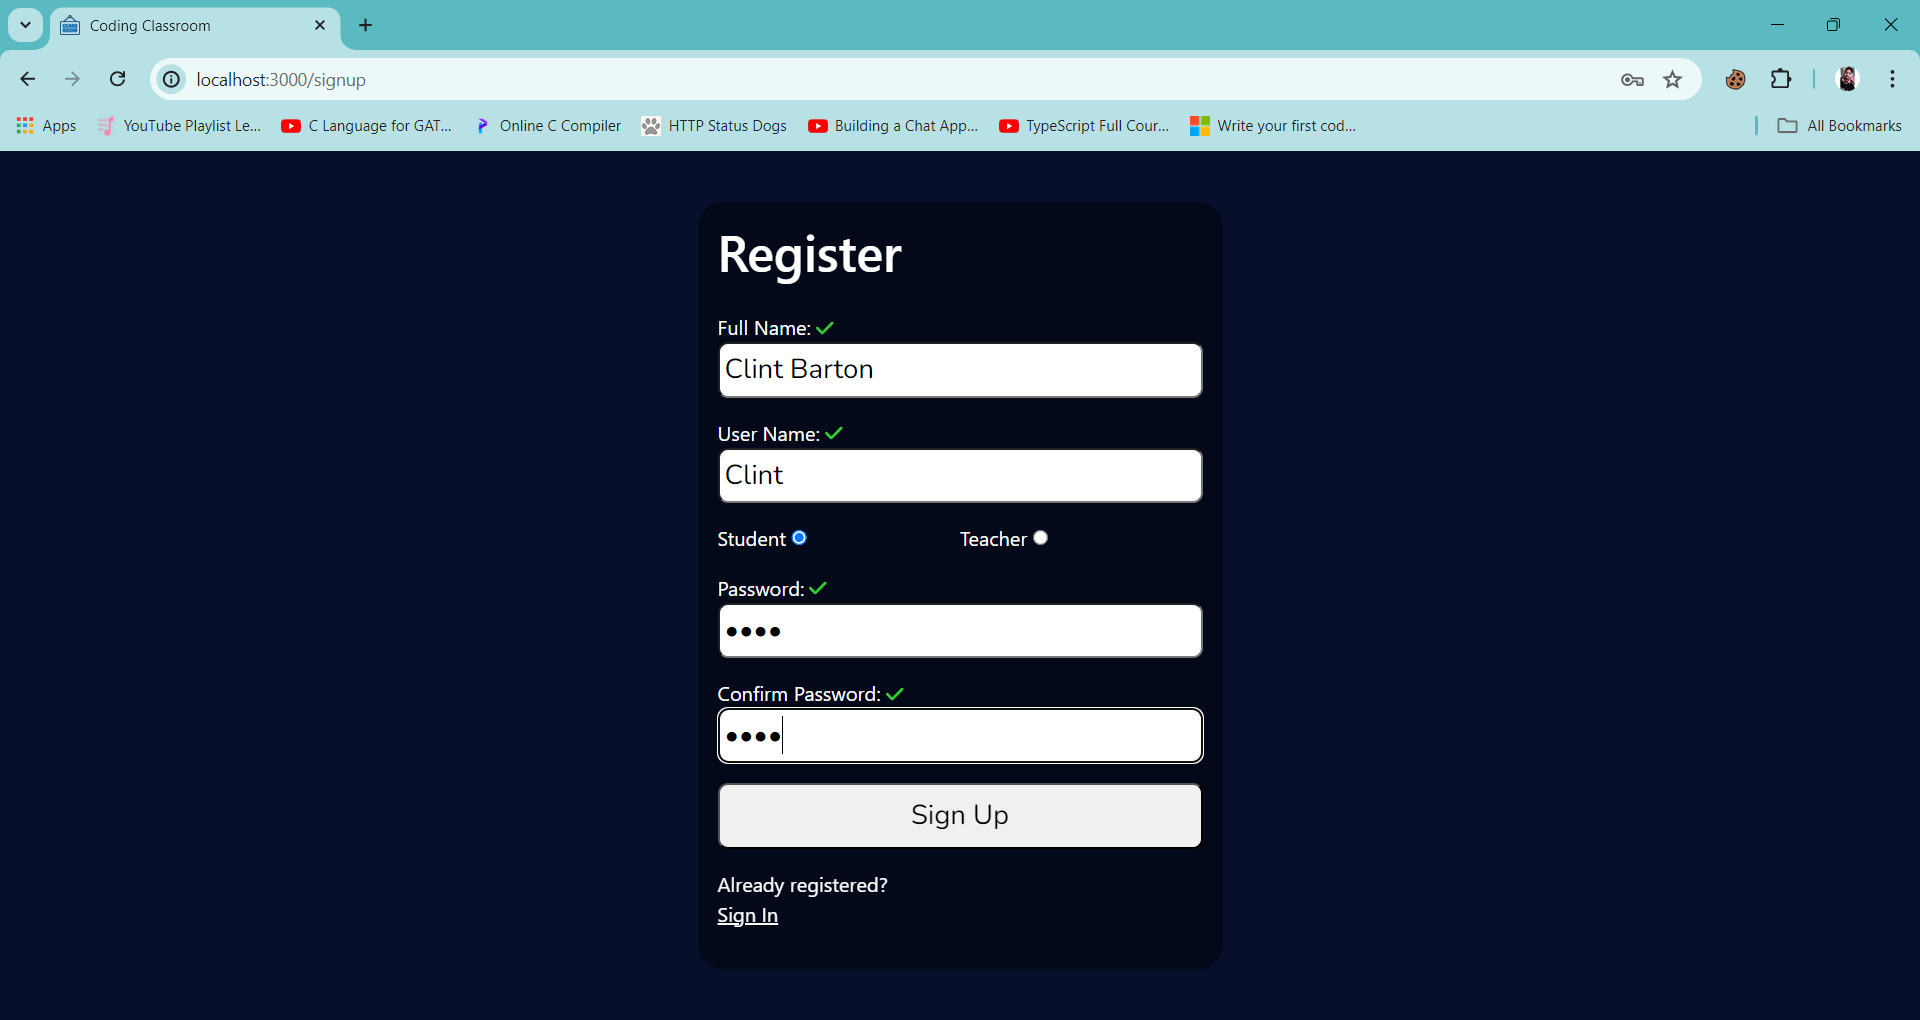 Coding Classroom
localhost:3000/signup
Apps YouTube Playlist Le... C Language for GAT... Online C Compiler HTTP Status Dogs Building a Chat App... TypeScript Full Cour... Write your first cod... All Bookmarks
Register
Full Name:
Clint Barton
User Name:
Clint
Student Teacher
Password:
••••
Confirm Password:
••••
Sign Up
Already registered?
Sign In